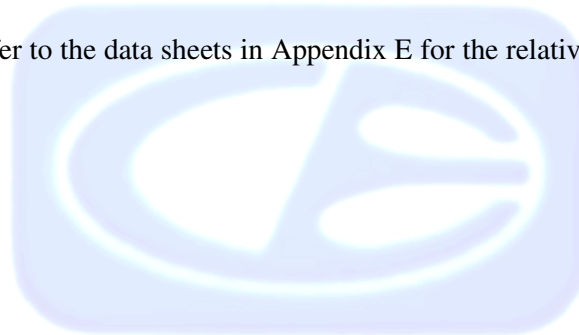 er to the data sheets in Appendix E for the relativ